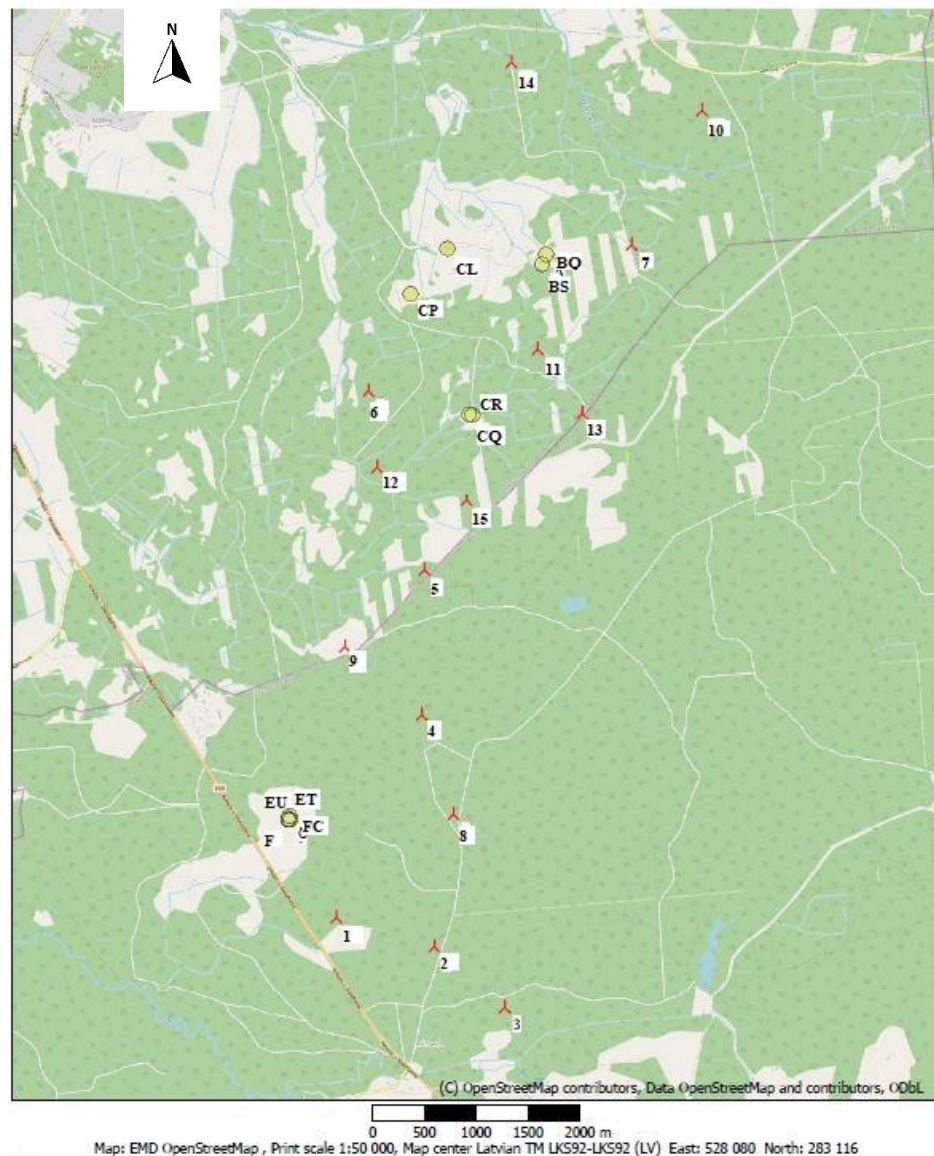 N
14
10
CL
BQ
BS
7
CP
11
6
CR
CQ
13
12
15
5
9
4
EU ET
FC
F
8
1
2
3
(C) OpenStreetMap contributors, Data OpenStreetMap and contributors, ODbL
0 500 1000 1500 2000 m
Map: EMD OpenStreetMap , Print scale 1:50 000, Map center Latvian TM LKS92-LKS92 (LV) East: 528 080 North: 283 116